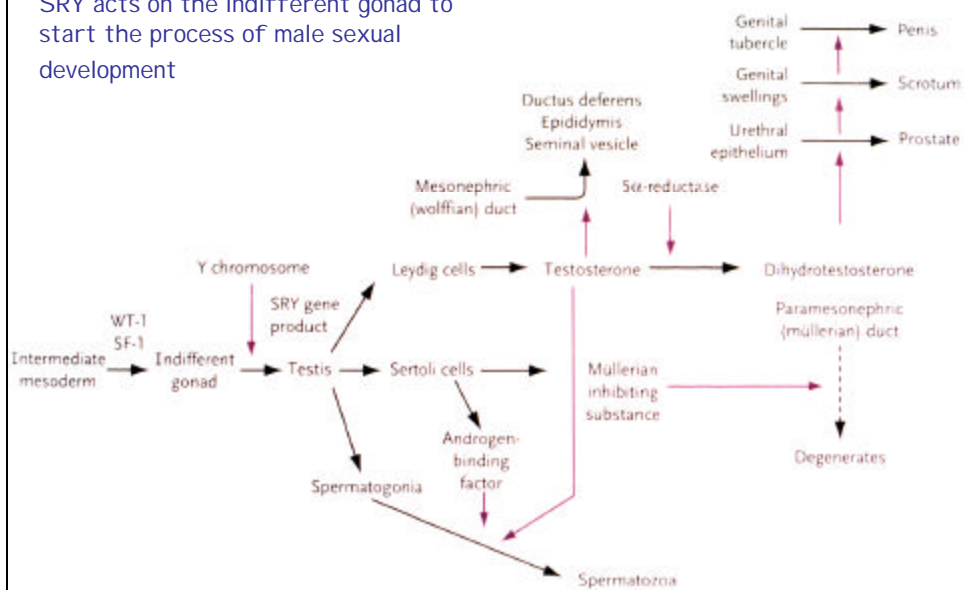 SRY acts on the indifferent gonad to
start the process of male sexual
development
Genital
tubercle
Penis
Genital
swellings
Scrotum
Urethral
epithelium
Prostate
Ductus deferens
Epididymis
Seminal vesicle
Mesonephric
(wolffian) duct
5α-reductase
Y chromosome
SRY gene
product
Leydig cells
Testosterone
Dihydrotestosterone
WT-1
SF-1
Intermediate
mesoderm
Indifferent
gonad
Testis
Sertoli cells
Müllerian
inhibiting
substance
Paramesonephric
(müllerian) duct
Degenerates
Androgen-
binding
factor
Spermatogonia
Spermatozoa